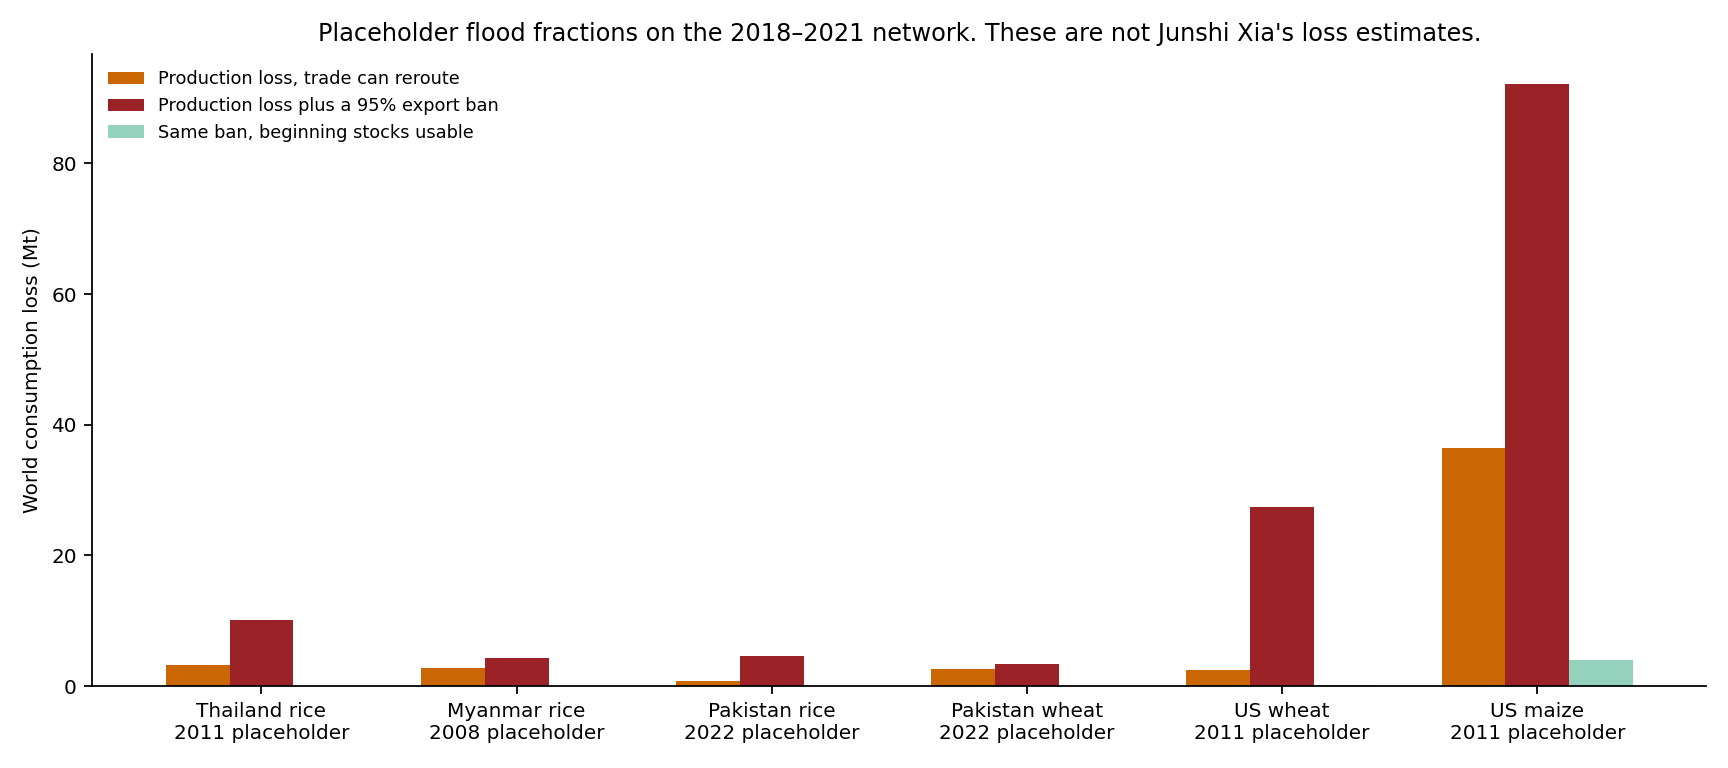 Placeholder flood fractions on the 2018–2021 network. These are not Junshi Xia's loss estimates.
Production loss, trade can reroute
Production loss plus a 95% export ban
Same ban, beginning stocks usable
World consumption loss (Mt)
80
60
40
20
0
Thailand rice
2011 placeholder
Myanmar rice
2008 placeholder
Pakistan rice
2022 placeholder
Pakistan wheat
2022 placeholder
US wheat
2011 placeholder
US maize
2011 placeholder